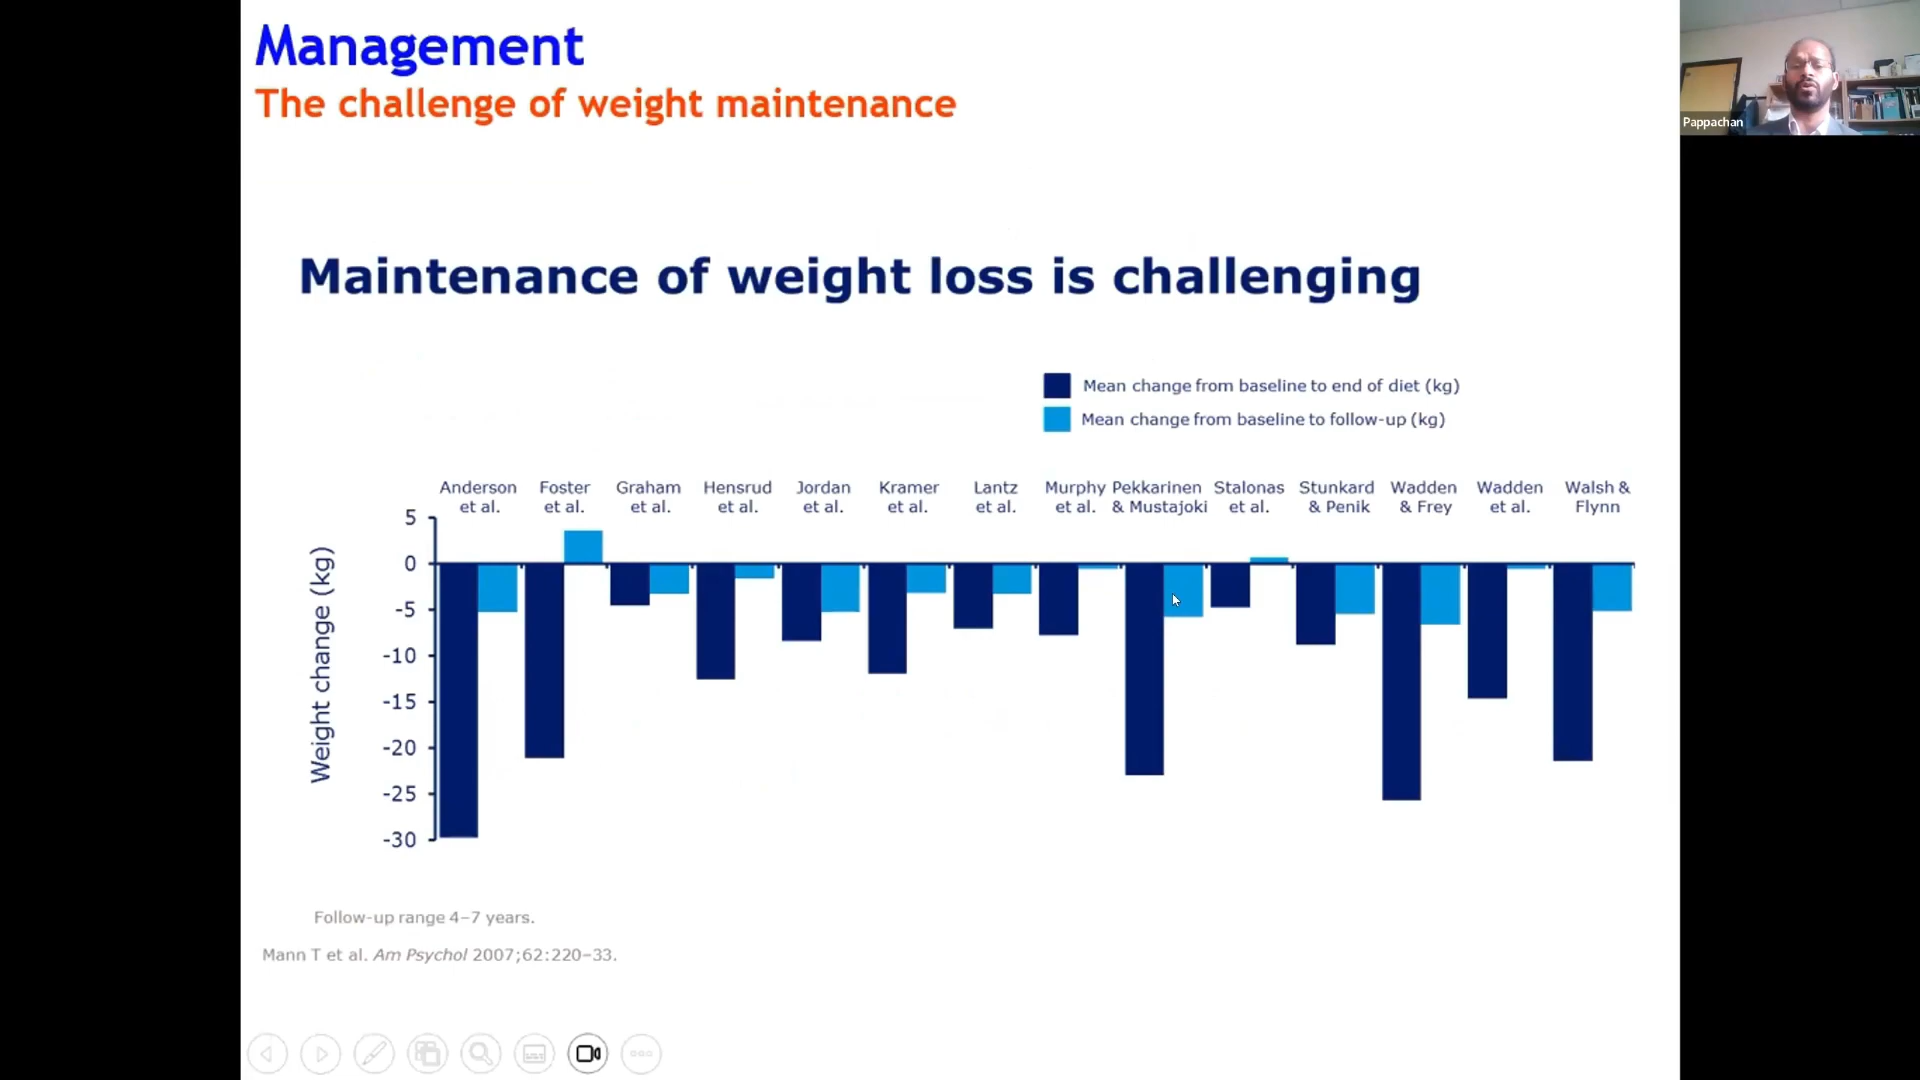 Management
The challenge of weight maintenance
Pappachan
Maintenance of weight loss is challenging
Mean change from baseline to end of diet (kg)
Mean change from baseline to follow-up (kg)
Anderson et al.
Foster et al.
Graham et al.
Hensrud et al.
Jordan et al.
Kramer et al.
Lantz et al.
Murphy et al.
Pekkarinen & Mustajoki
Stalonas et al.
Stunkard & Penik
Wadden & Frey
Wadden et al.
Walsh & Flynn
Weight change (kg)
5
0
-5
-10
-15
-20
-25
-30
Follow-up range 4–7 years.
Mann T et al. Am Psychol 2007;62:220–33.